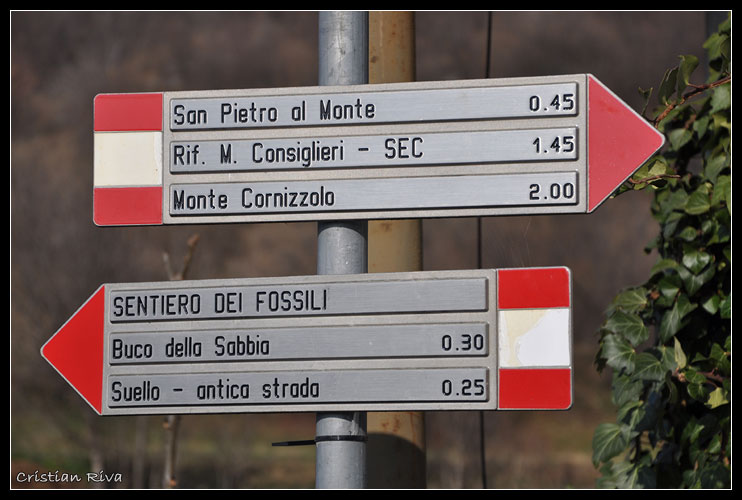 San Pietro al Monte 0.45
Rif. M. Consiglieri - SEC 1.45
Monte Cornizzolo 2.00
SENTIERO DEI FOSSILI
Buco della Sabbia 0.30
Suello - antica strada 0.25
Cristian Riva